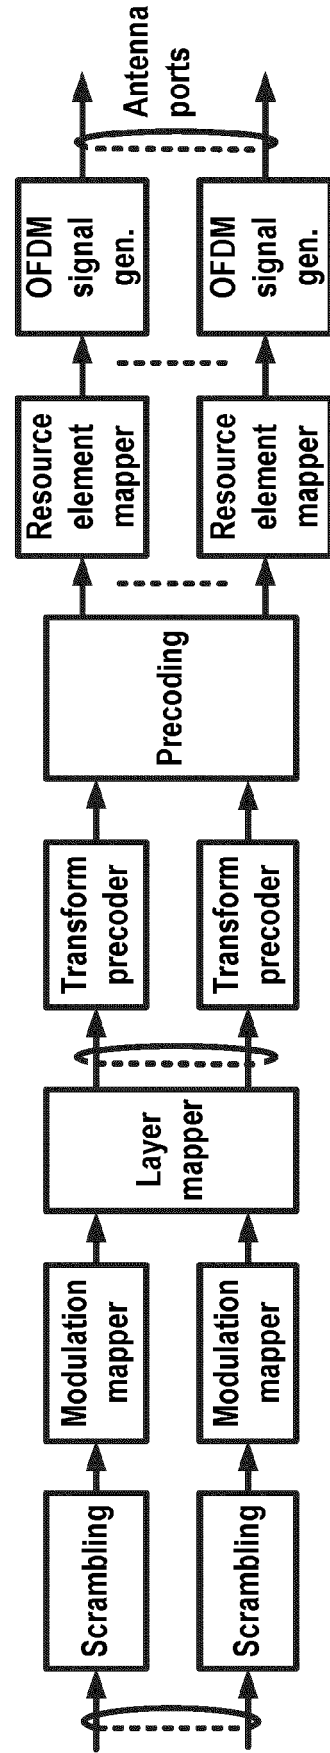 Scrambling
Modulation
mapper
Layer
mapper
Transform
precoder
Precoding
Resource
element
mapper
OFDM
signal
gen.
Antenna
ports
Scrambling
Modulation
mapper
Transform
precoder
Resource
element
mapper
OFDM
signal
gen.